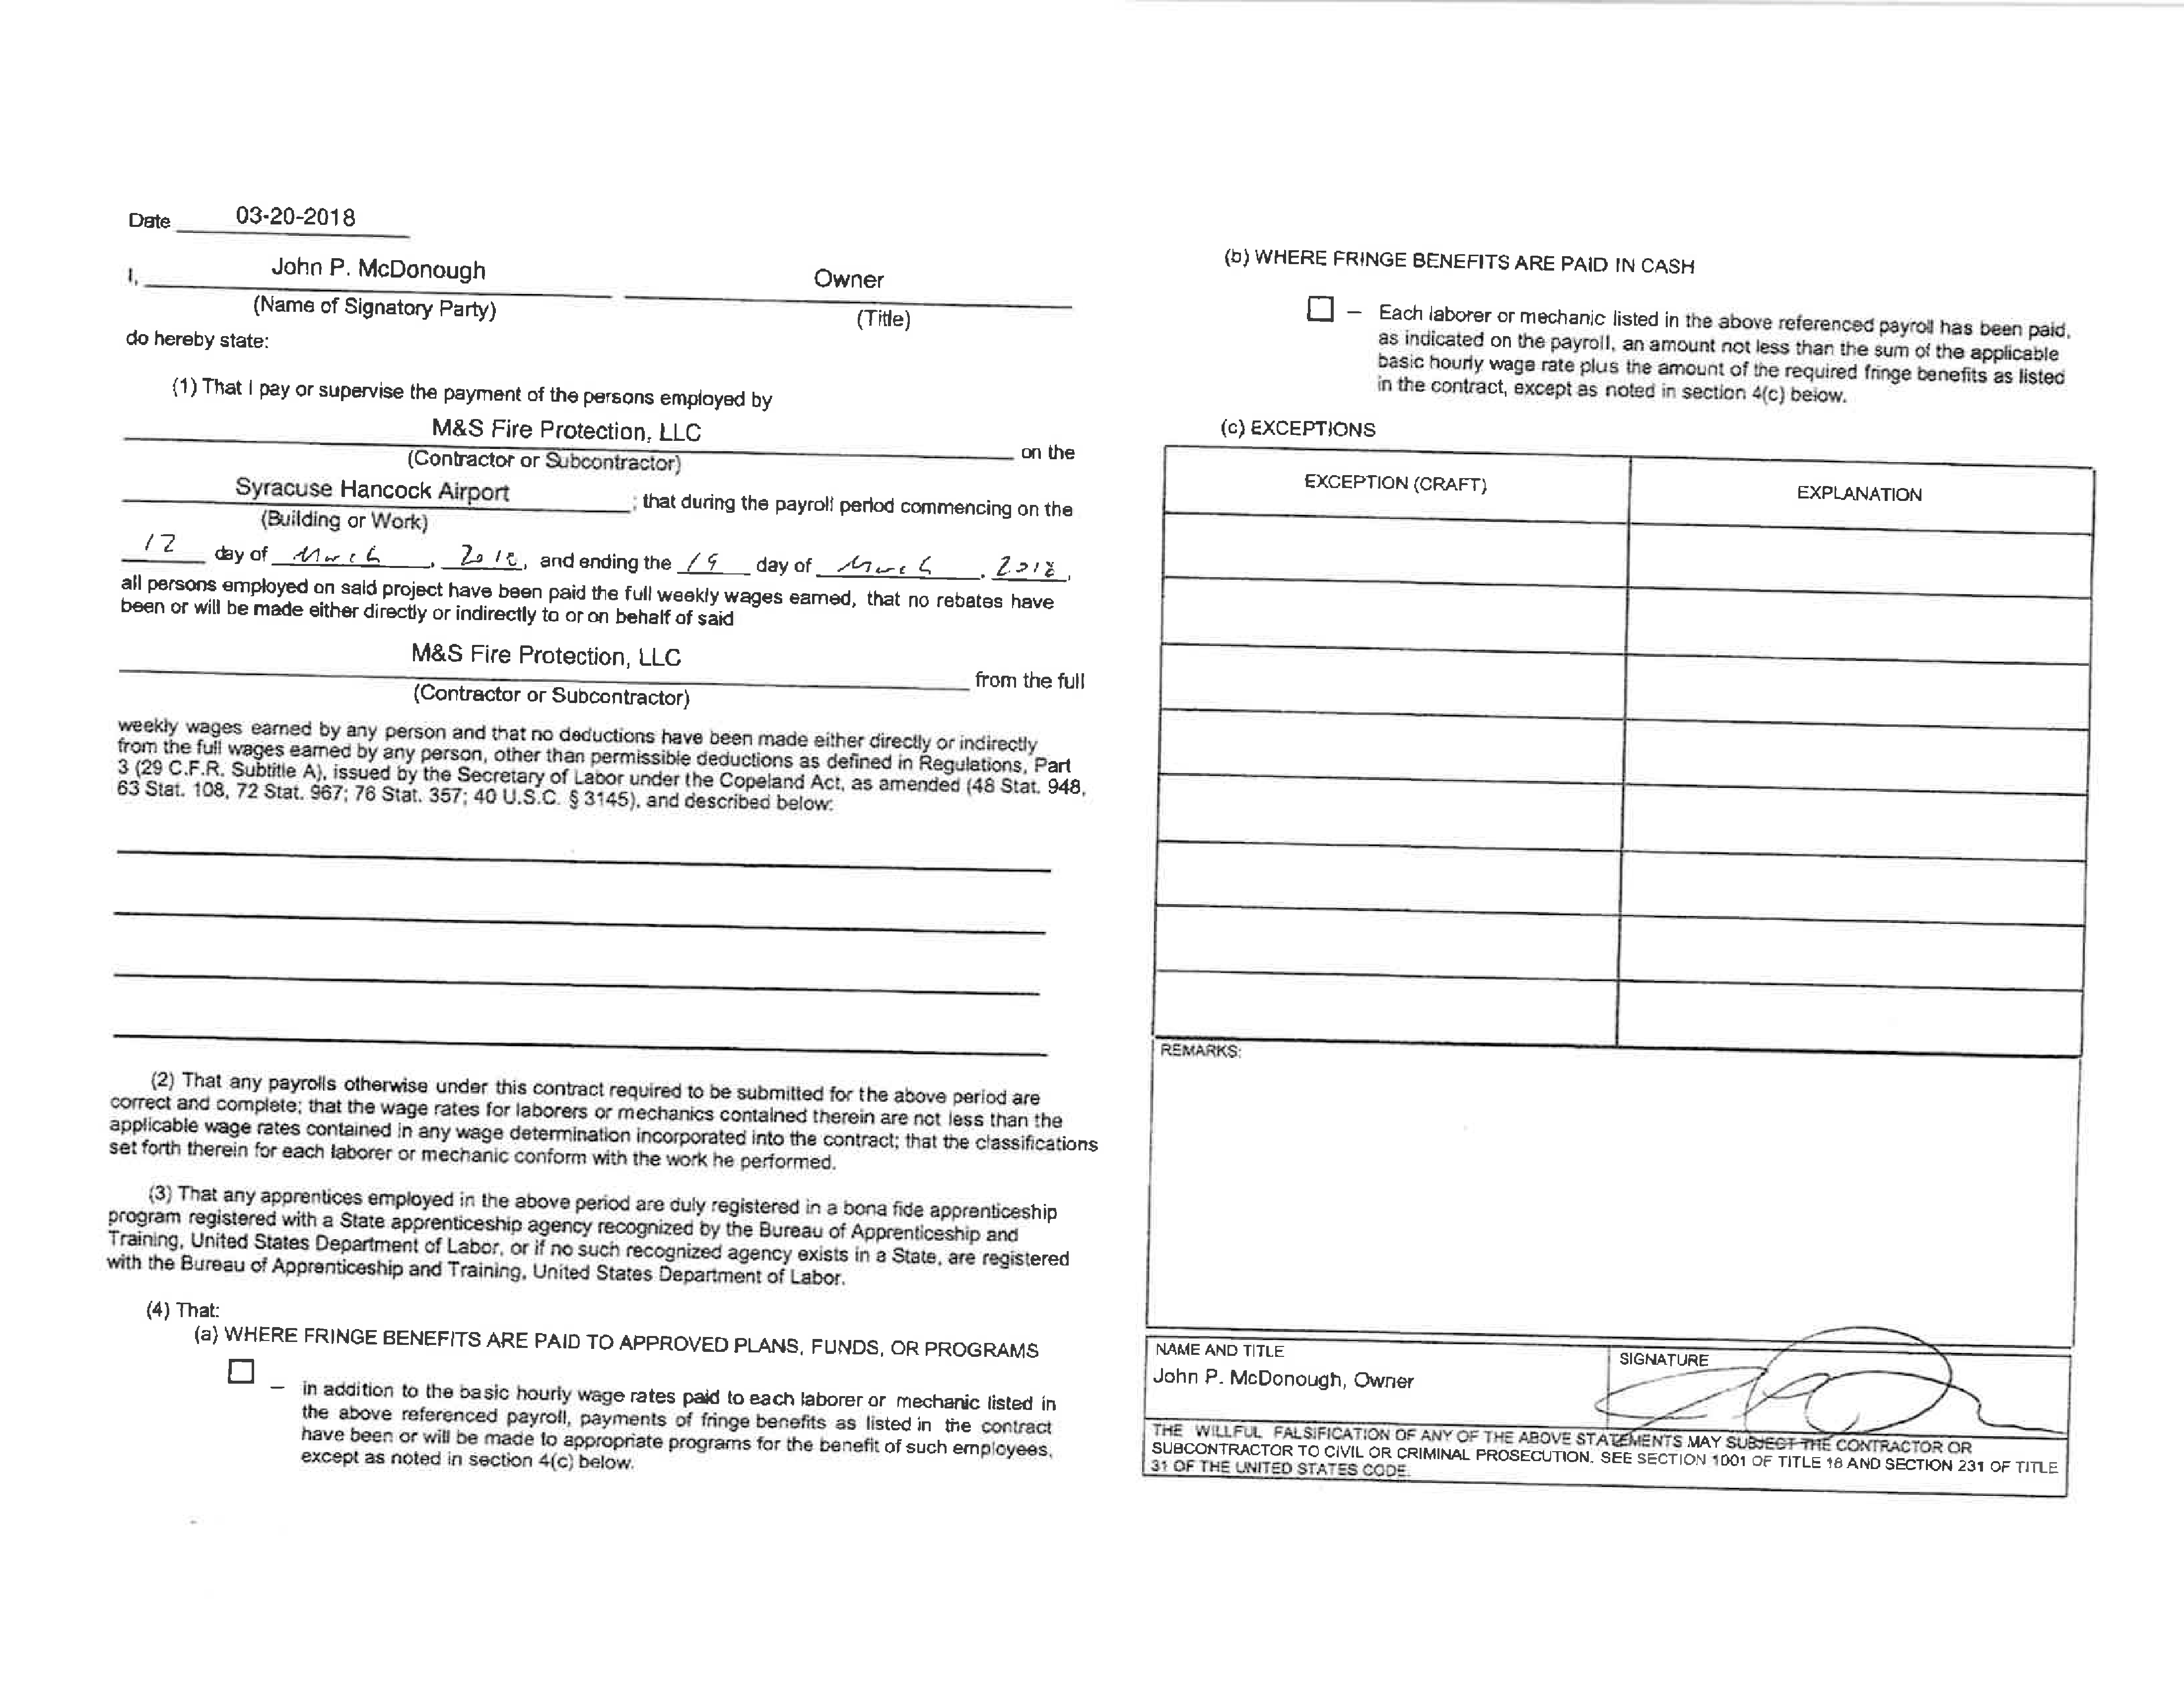 Date 03-20-2018
I, John P. McDonough Owner
(Name of Signatory Party) (Title)
do hereby state:
(1) That I pay or supervise the payment of the persons employed by
M&S Fire Protection, LLC on the
(Contractor or Subcontractor)
Syracuse Hancock Airport ; that during the payroll period commencing on the
(Building or Work)
12 day of March, 2018, and ending the 19 day of March, 2018,
all persons employed on said project have been paid the full weekly wages earned, that no rebates have
been or will be made either directly or indirectly to or on behalf of said
M&S Fire Protection, LLC from the full
(Contractor or Subcontractor)
weekly wages earned by any person and that no deductions have been made either directly or indirectly
from the full wages earned by any person, other than permissible deductions as defined in Regulations, Part
3 (29 C.F.R. Subtitle A), issued by the Secretary of Labor under the Copeland Act, as amended (48 Stat. 948,
63 Stat. 108, 72 Stat. 967; 76 Stat. 357; 40 U.S.C. § 3145), and described below:
(2) That any payrolls otherwise under this contract required to be submitted for the above period are
correct and complete; that the wage rates for laborers or mechanics contained therein are not less than the
applicable wage rates contained in any wage determination incorporated into the contract; that the classifications
set forth therein for each laborer or mechanic conform with the work he performed.
(3) That any apprentices employed in the above period are duly registered in a bona fide apprenticeship
program registered with a State apprenticeship agency recognized by the Bureau of Apprenticeship and
Training, United States Department of Labor, or if no such recognized agency exists in a State, are registered
with the Bureau of Apprenticeship and Training, United States Department of Labor.
(4) That:
(a) WHERE FRINGE BENEFITS ARE PAID TO APPROVED PLANS, FUNDS, OR PROGRAMS
– in addition to the basic hourly wage rates paid to each laborer or mechanic listed in
the above referenced payroll, payments of fringe benefits as listed in the contract
have been or will be made to appropriate programs for the benefit of such employees,
except as noted in section 4(c) below.
(b) WHERE FRINGE BENEFITS ARE PAID IN CASH
– Each laborer or mechanic listed in the above referenced payroll has been paid,
as indicated on the payroll, an amount not less than the sum of the applicable
basic hourly wage rate plus the amount of the required fringe benefits as listed
in the contract, except as noted in section 4(c) below.
(c) EXCEPTIONS
EXCEPTION (CRAFT) EXPLANATION
REMARKS:
NAME AND TITLE SIGNATURE
John P. McDonough, Owner
THE WILLFUL FALSIFICATION OF ANY OF THE ABOVE STATEMENTS MAY SUBJECT THE CONTRACTOR OR
SUBCONTRACTOR TO CIVIL OR CRIMINAL PROSECUTION. SEE SECTION 1001 OF TITLE 18 AND SECTION 231 OF TITLE
31 OF THE UNITED STATES CODE.